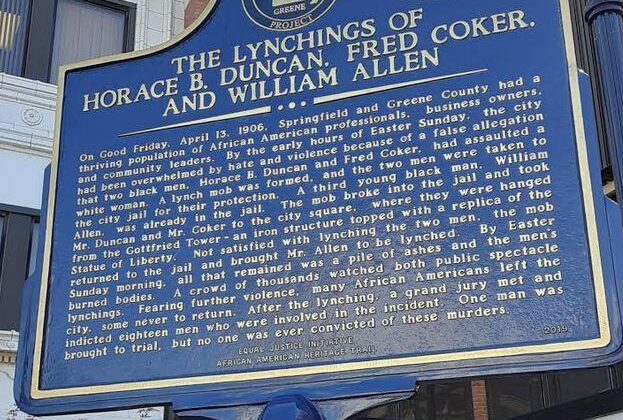 GREENE
PROJECT
THE LYNCHINGS OF
HORACE B. DUNCAN, FRED COKER,
AND WILLIAM ALLEN
On Good Friday, April 13, 1906, Springfield and Greene County had a
thriving population of African American professionals, business owners,
and community leaders. By the early hours of Easter Sunday, the city
had been overwhelmed by hate and violence because of a false allegation
that two black men, Horace B. Duncan and Fred Coker, had assaulted a
white woman. A lynch mob was formed, and the two men were taken to
the city jail for their protection. A third young black man, William
Allen, was already in the jail. The mob broke into the jail and took
Mr. Duncan and Mr. Coker to the city square, where they were hanged
from the Gottfried Tower - an iron structure topped with a replica of the
Statue of Liberty. Not satisfied with lynching the two men, the mob
returned to the jail and brought Mr. Allen to be lynched. By Easter
Sunday morning, all that remained was a pile of ashes and the men's
burned bodies. A crowd of thousands watched both public spectacle
lynchings. Fearing further violence, many African Americans left the
city, some never to return. After the lynching, a grand jury met and
indicted eighteen men who were involved in the incident. One man was
brought to trial, but no one was ever convicted of these murders.
EQUAL JUSTICE INITIATIVE
AFRICAN AMERICAN HERITAGE TRAIL
2019